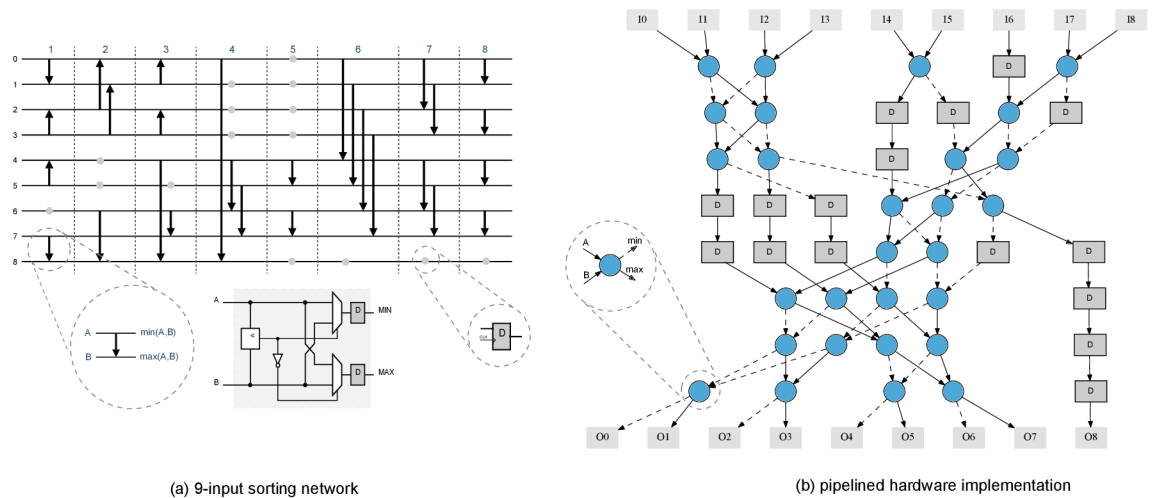 1 2 3 4 5 6 7 8
0
1
2
3
4
5
6
7
8
A min(A,B)
B max(A,B)
A
<
B
D MIN
D MAX
D
(a) 9-input sorting network
I0 I1 I2 I3 I4 I5 I6 I7 I8
D
D D D
D
D D D
D D D D D
A min
B max
D
D
D
O0 O1 O2 O3 O4 O5 O6 O7 O8
(b) pipelined hardware implementation